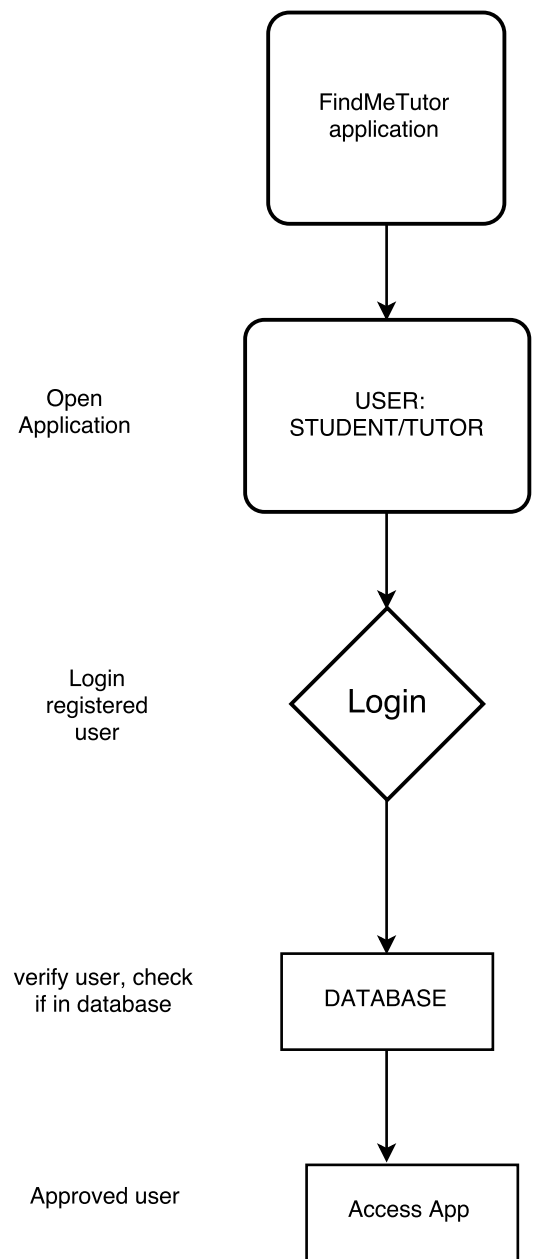 FindMeTutor
application
Open
Application
USER:
STUDENT/TUTOR
Login
registered
user
Login
verify user, check
if in database
DATABASE
Approved user
Access App